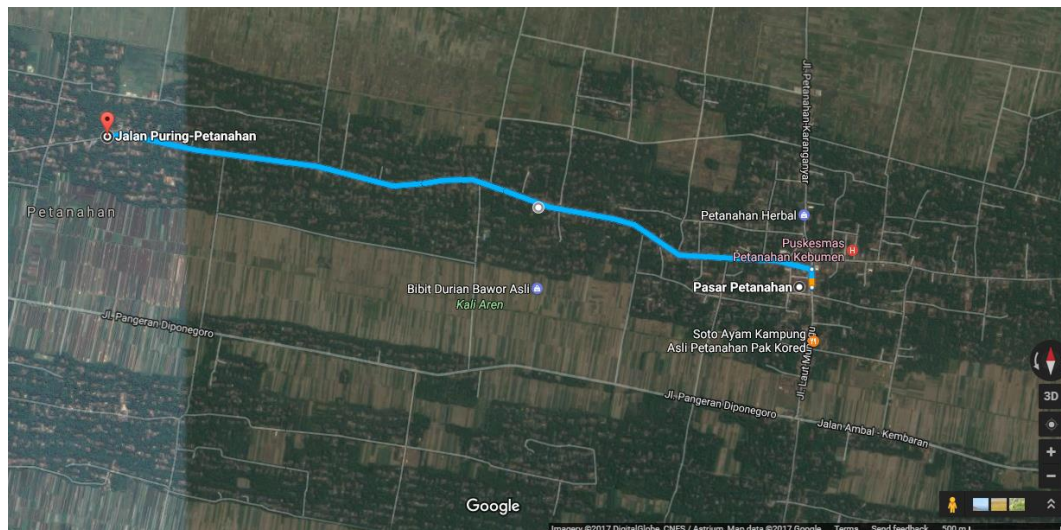 Jl. Petanahan Karanganyar
Jalan Puring-Petanahan
Petanahan
Petanahan Herbal
Puskesmas
Petanahan Kebumen
H
Bibit Durian Bawor Asli
Kali Aren
Pasar Petanahan
Jl. Pangeran Diponegoro
Soto Ayam Kampung
Asli Petanahan Pak Kored
Jl. Pangeran Diponegoro
Jalan Ambal - Kembaran
3D
Google
Imagery ©2017 DigitalGlobe, CNES / Astrium, Map data ©2017 Google Terms Send feedback 500 m